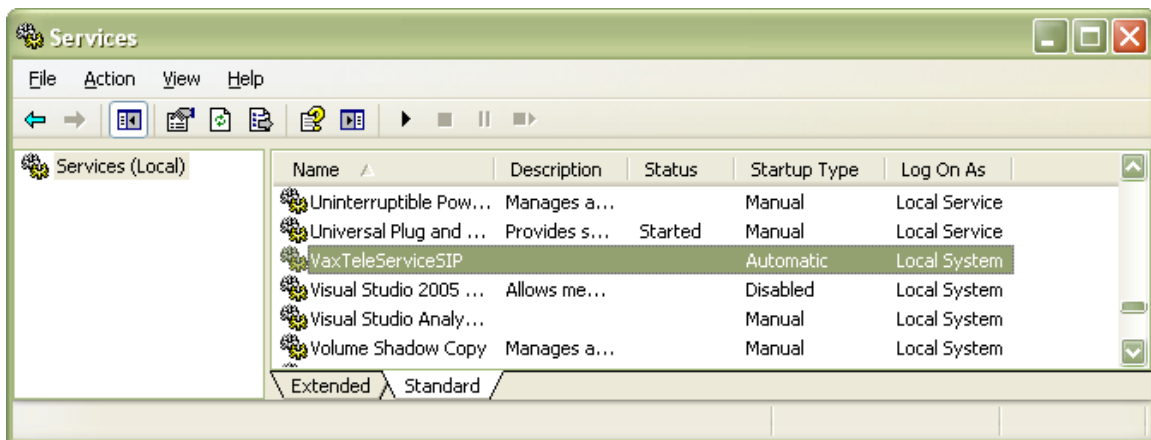 Services
File Action View Help
Services (Local)
Name Description Status Startup Type Log On As
Uninterruptible Pow... Manages a... Manual Local Service
Universal Plug and ... Provides s... Started Manual Local Service
VaxTeleServiceSIP Automatic Local System
Visual Studio 2005 ... Allows me... Disabled Local System
Visual Studio Analy... Manual Local System
Volume Shadow Copy Manages a... Manual Local System
Extended Standard